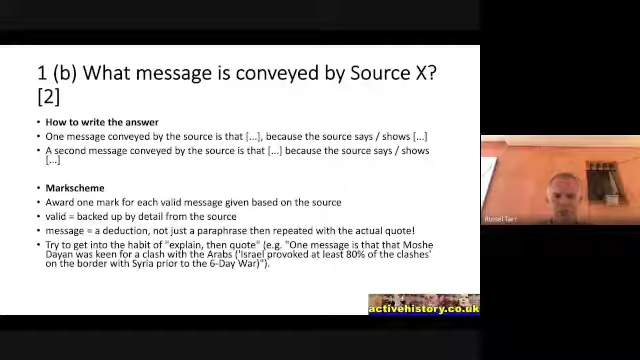 1 (b) What message is conveyed by Source X?
[2]
• How to write the answer
• One message conveyed by the source is that [...], because the source says / shows [...]
• A second message conveyed by the source is that [...] because the source says / shows
[...]
• Markscheme
• Award one mark for each valid message given based on the source
• valid = backed up by detail from the source
• message = a deduction, not just a paraphrase then repeated with the actual quote!
• Try to get into the habit of "explain, then quote" (e.g. "One message is that that Moshe
Dayan was keen for a clash with the Arabs ('Israel provoked at least 80% of the clashes'
on the border with Syria prior to the 6-Day War)").
activehistory.co.uk
Russel Tarr